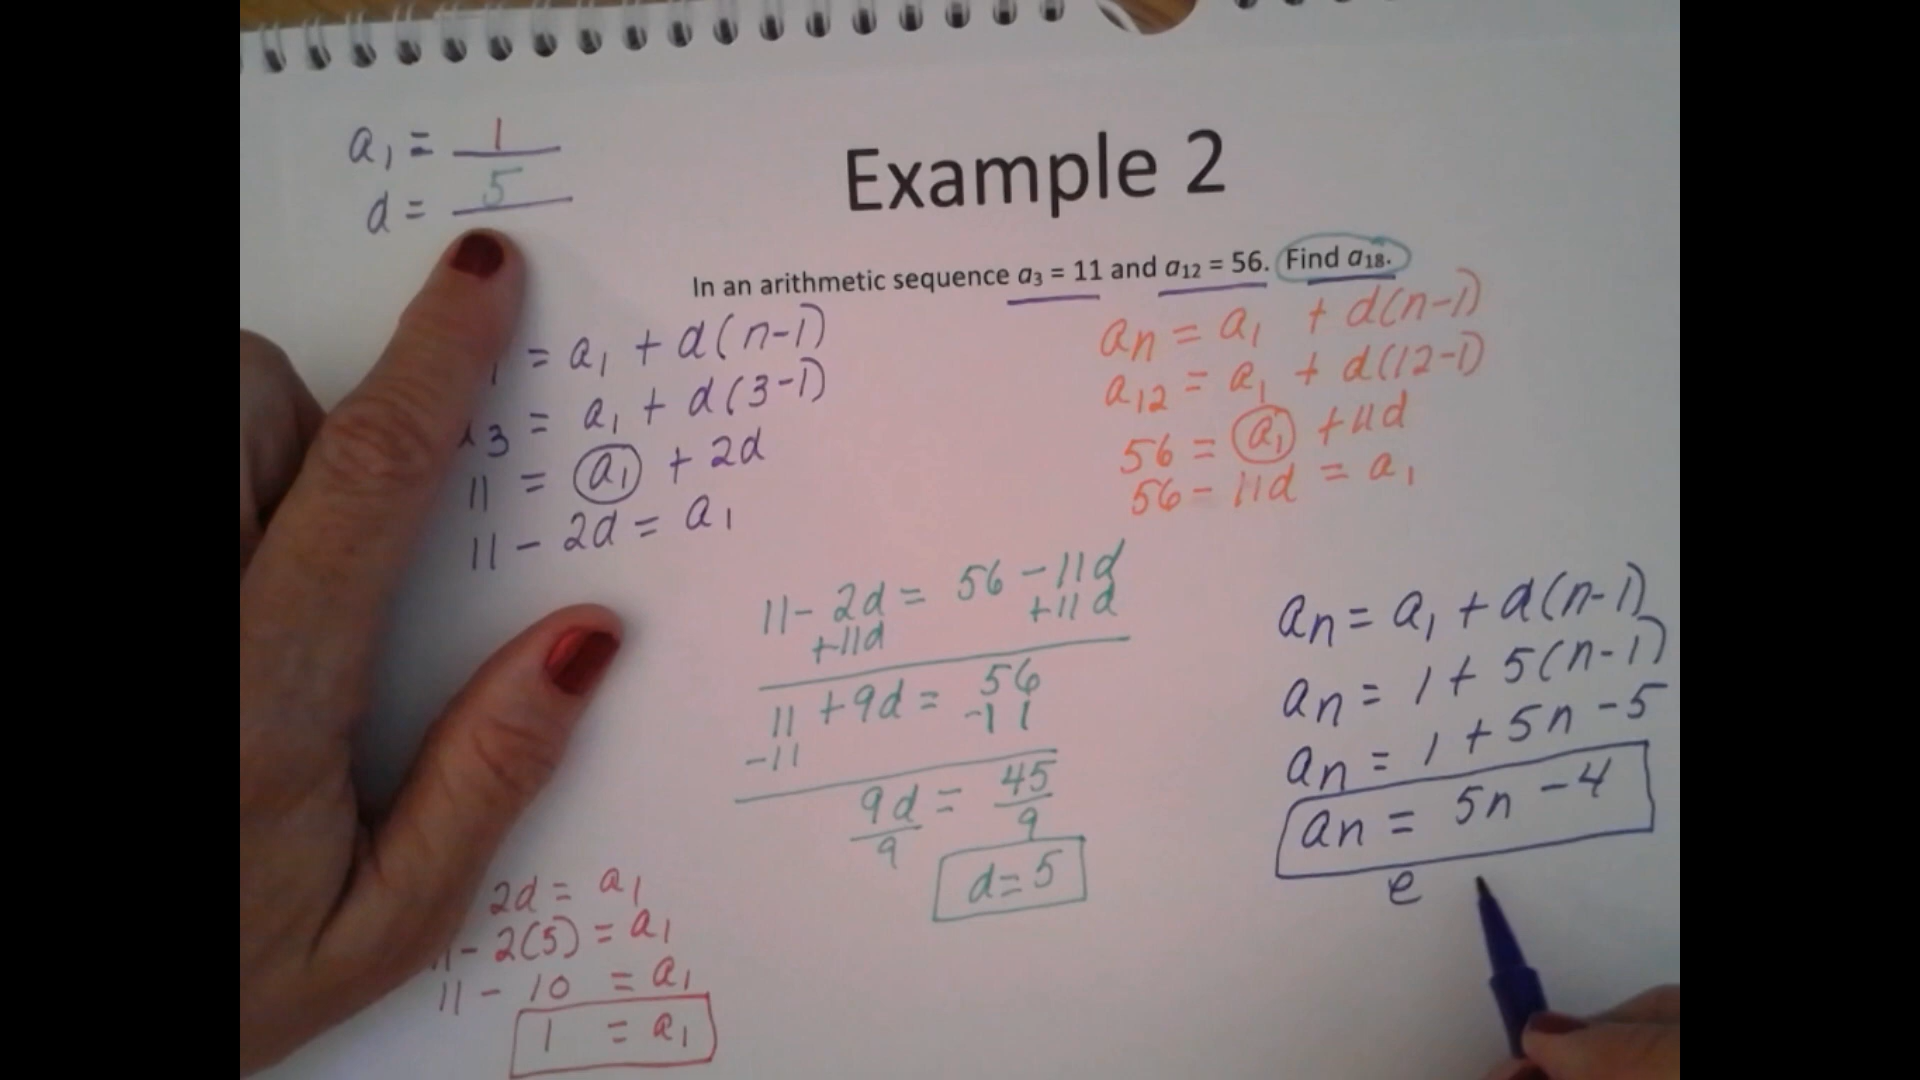 a1 = 1
d = 5
Example 2
In an arithmetic sequence a3 = 11 and a12 = 56. Find a18.
= a1 + d(n-1)
3 = a1 + d(3-1)
11 = a1 + 2d
11 - 2d = a1
an = a1 + d(n-1)
a12 = a1 + d(12-1)
56 = a1 + 11d
56 - 11d = a1
11 - 2d = 56 - 11d
+11d +11d
11 + 9d = 56
-11 -11
9d = 45
9 9
d = 5
2d = a1
- 2(5) = a1
11 - 10 = a1
1 = a1
an = a1 + d(n-1)
an = 1 + 5(n-1)
an = 1 + 5n - 5
an = 5n - 4
e